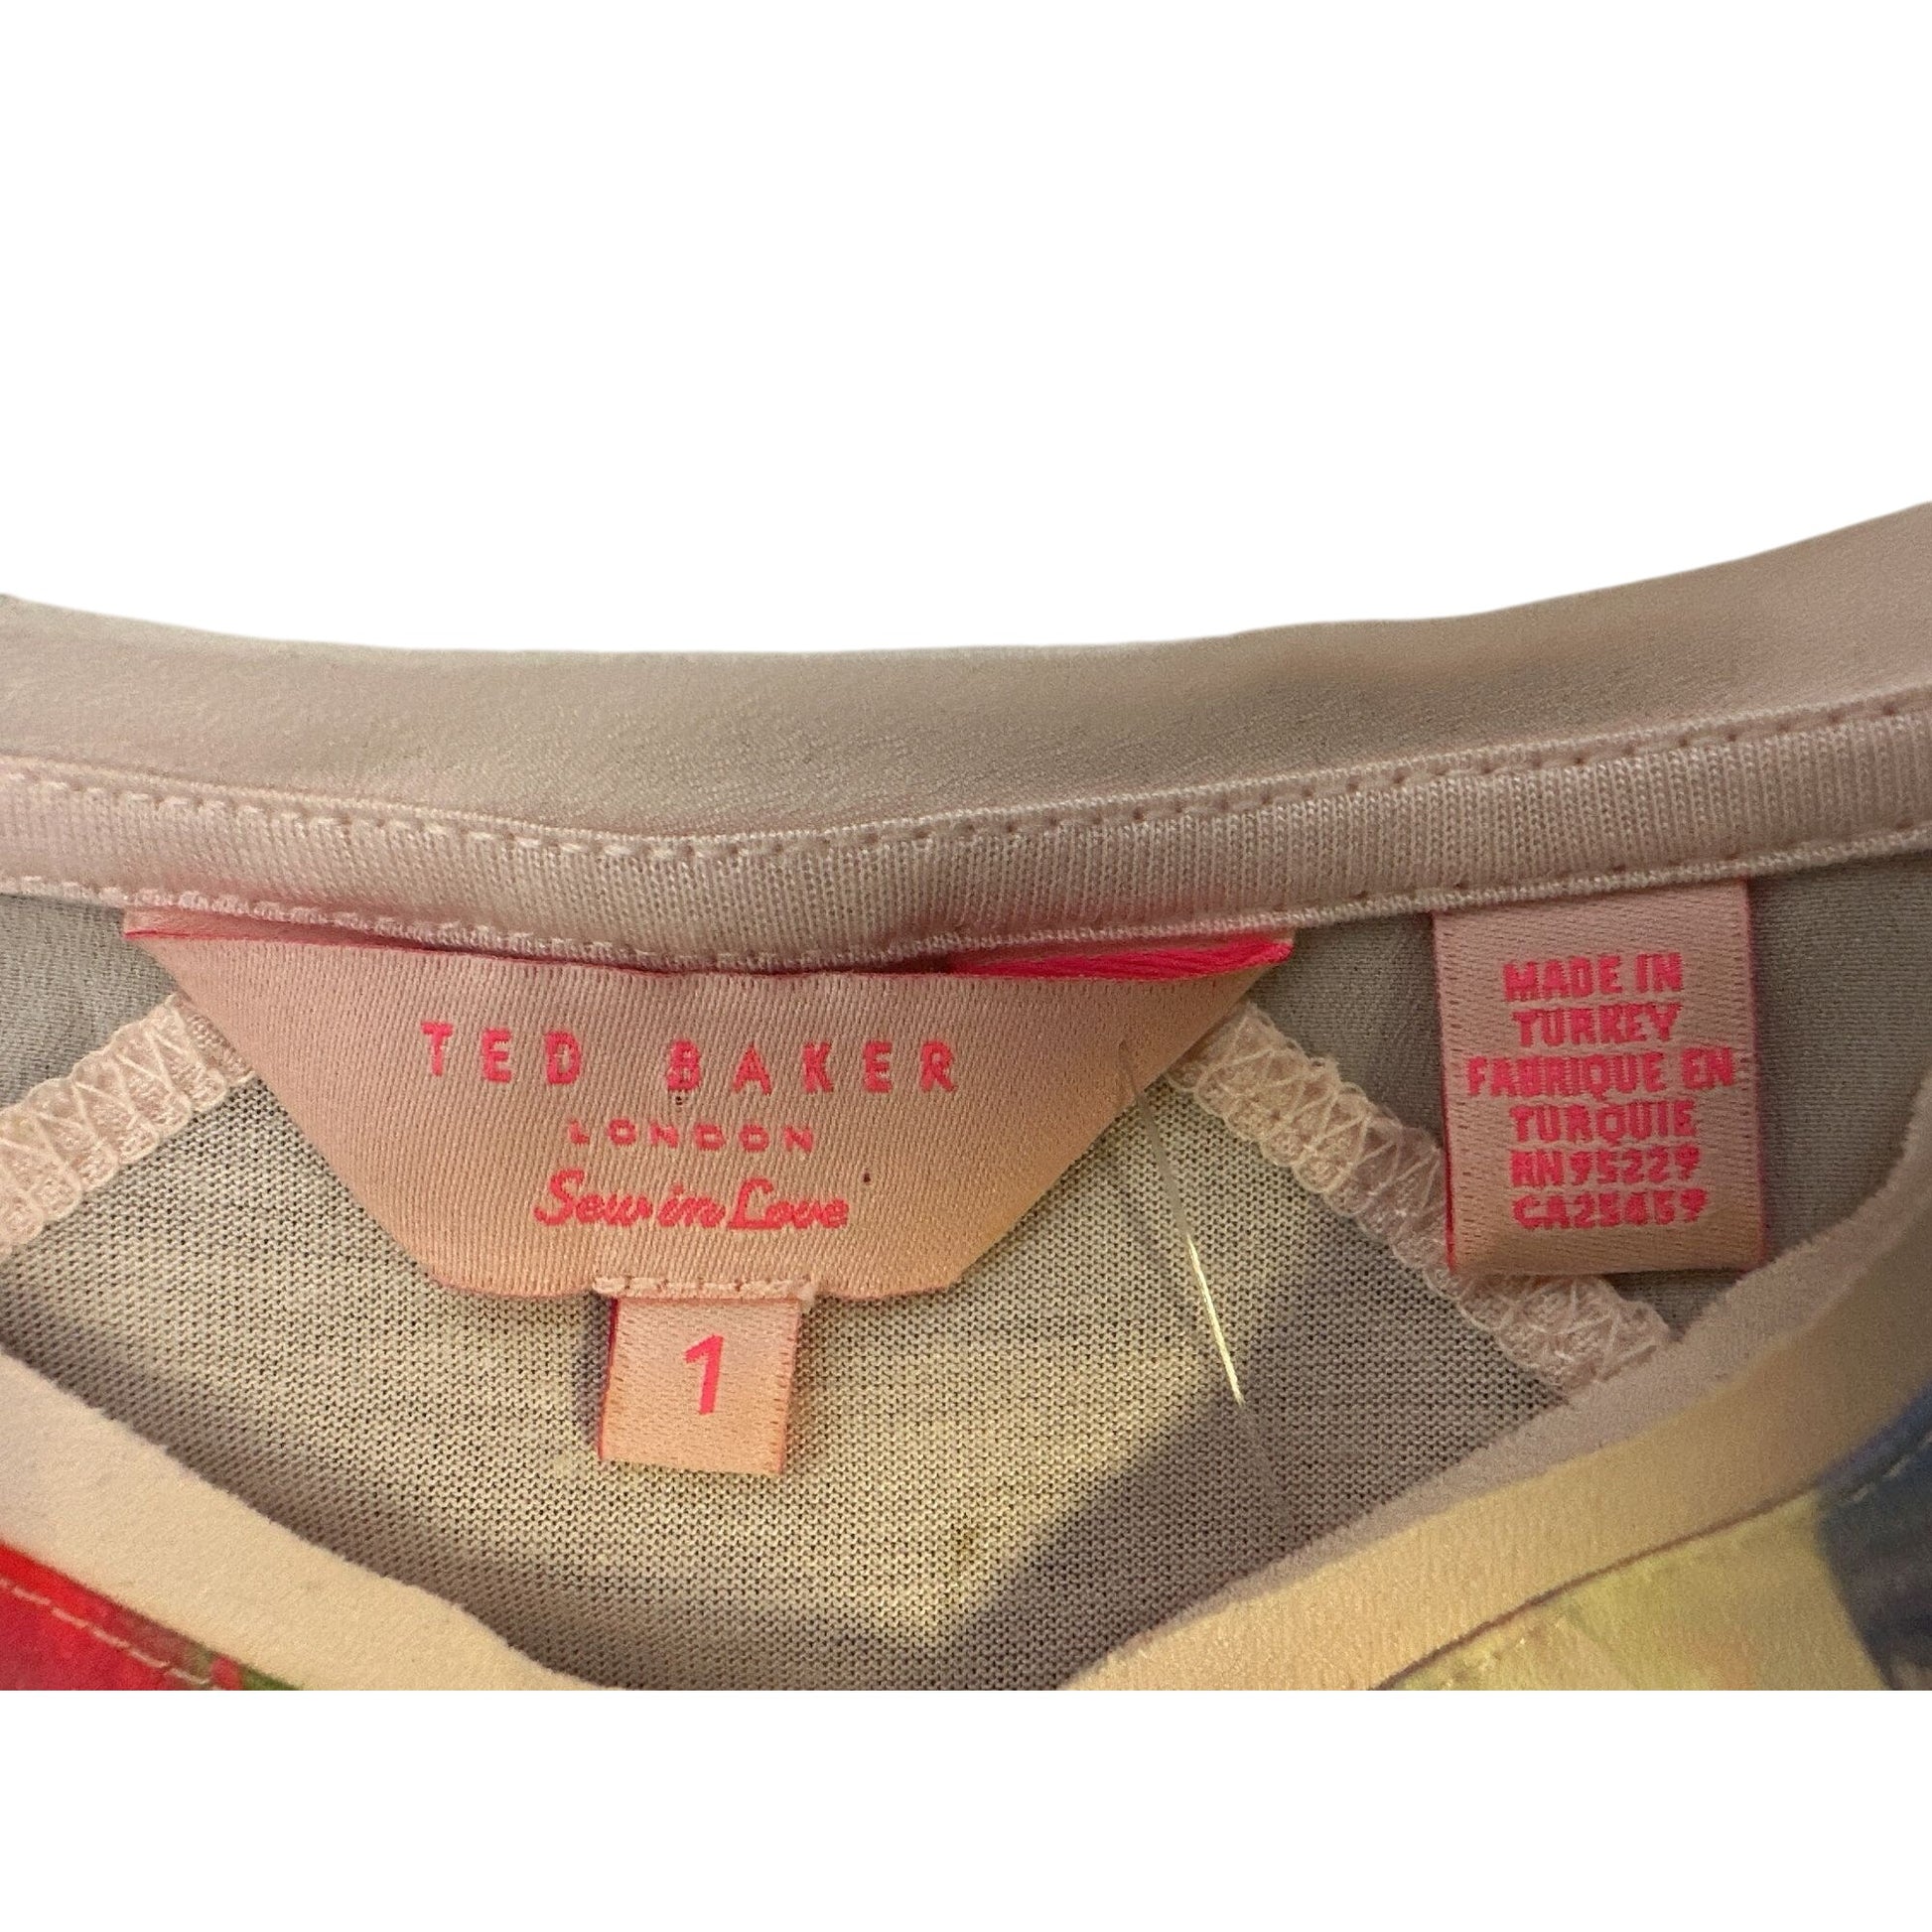 TED BAKER
LONDON
Sew in Love
1
MADE IN
TURKEY
FABRIQUE EN
TURQUIE
RN95229
CA25459